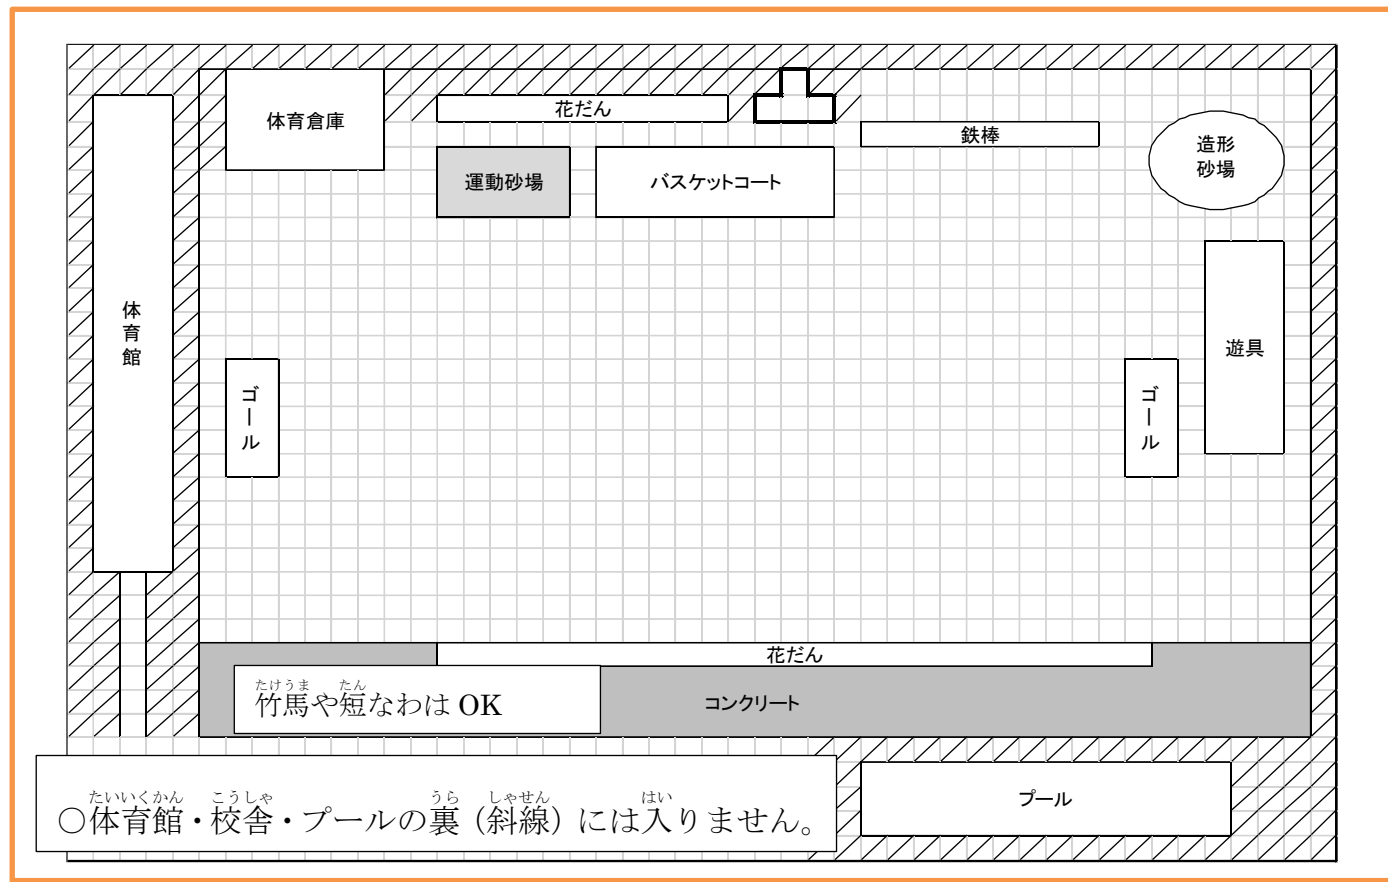 体育倉庫
花だん
鉄棒
造形
砂場
運動砂場
バスケットコート
体育館
遊具
ゴール
ゴール
花だん
たけうま たん
竹馬や短なわは OK
コンクリート
たいいくかん こうしゃ うら しゃせん はい
○体育館・校舎・プールの裏（斜線）には入りません。
プール